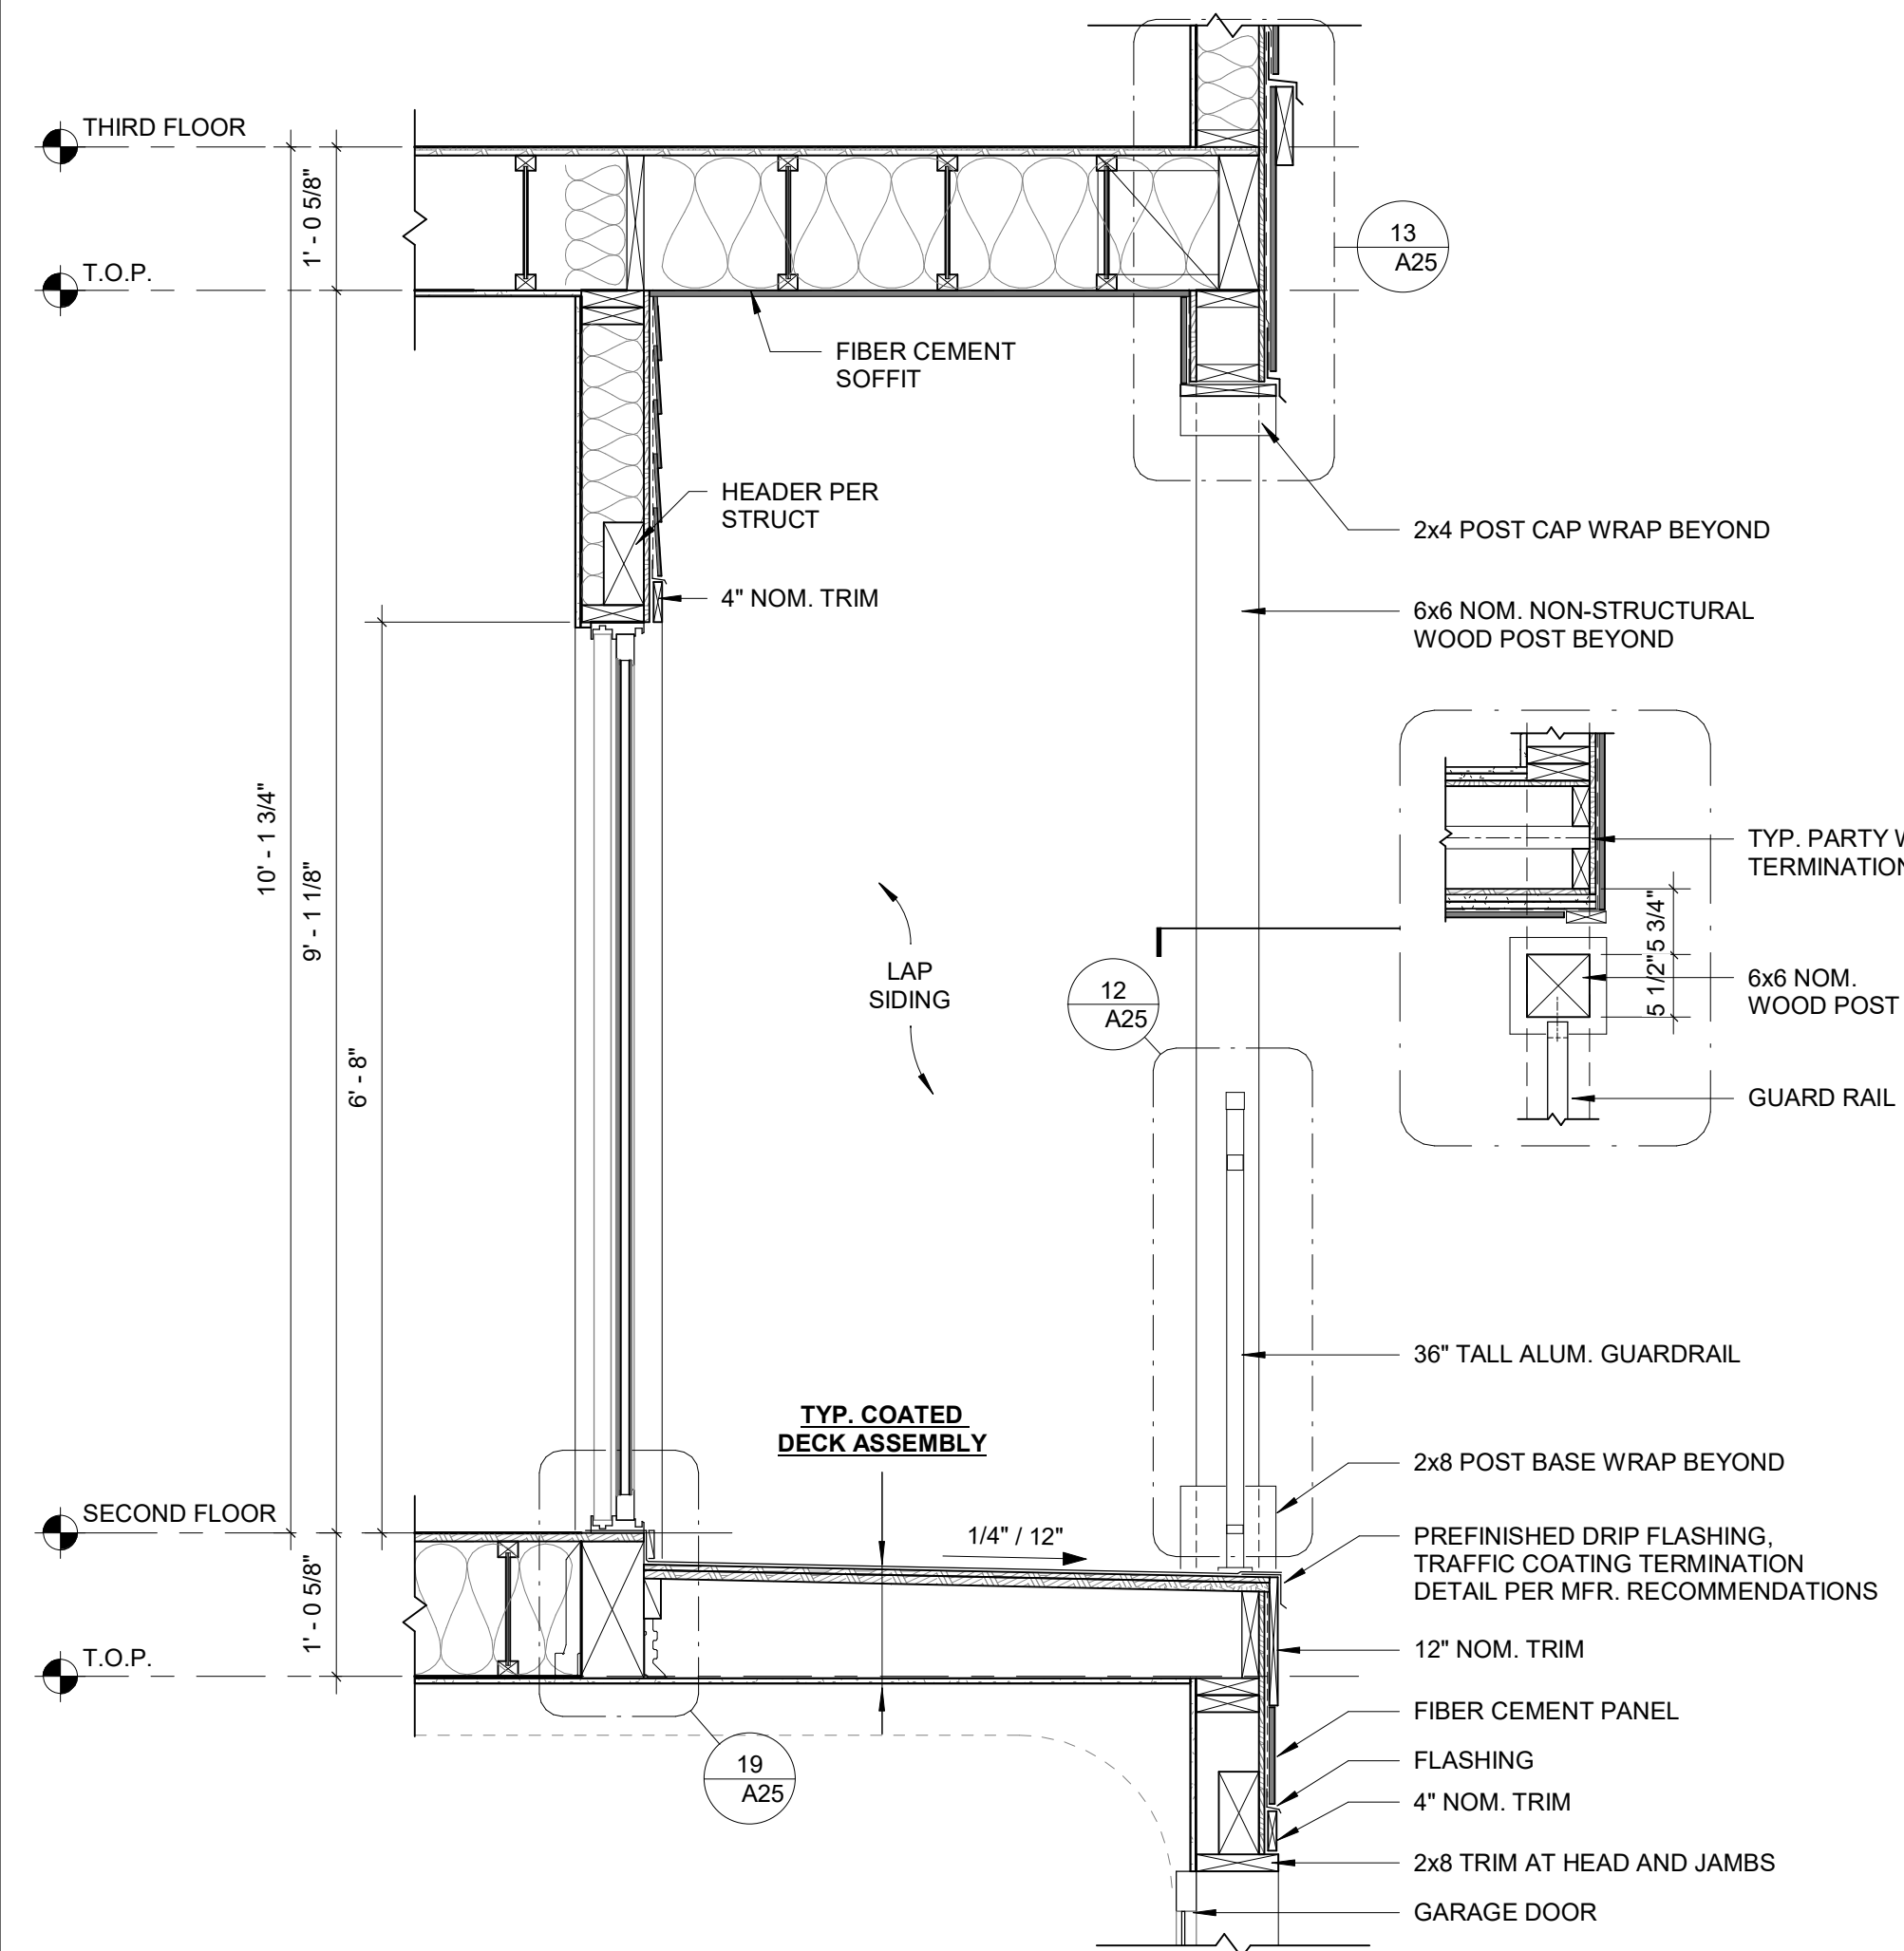 THIRD FLOOR
1' - 0 5/8"
T.O.P.
13
A25
FIBER CEMENT
SOFFIT
HEADER PER
STRUCT
2x4 POST CAP WRAP BEYOND
4" NOM. TRIM
6x6 NOM. NON-STRUCTURAL
WOOD POST BEYOND
10' - 1 3/4"
9' - 1 1/8"
6' - 8"
TYP. PARTY
TERMINATION
5 3/4"
5 1/2"
6x6 NOM.
WOOD POST
GUARD RAIL
LAP
SIDING
12
A25
36" TALL ALUM. GUARDRAIL
TYP. COATED
DECK ASSEMBLY
2x8 POST BASE WRAP BEYOND
SECOND FLOOR
1/4" / 12"
PREFINISHED DRIP FLASHING,
TRAFFIC COATING TERMINATION
DETAIL PER MFR. RECOMMENDATIONS
1' - 0 5/8"
12" NOM. TRIM
T.O.P.
FIBER CEMENT PANEL
FLASHING
19
A25
4" NOM. TRIM
2x8 TRIM AT HEAD AND JAMBS
GARAGE DOOR